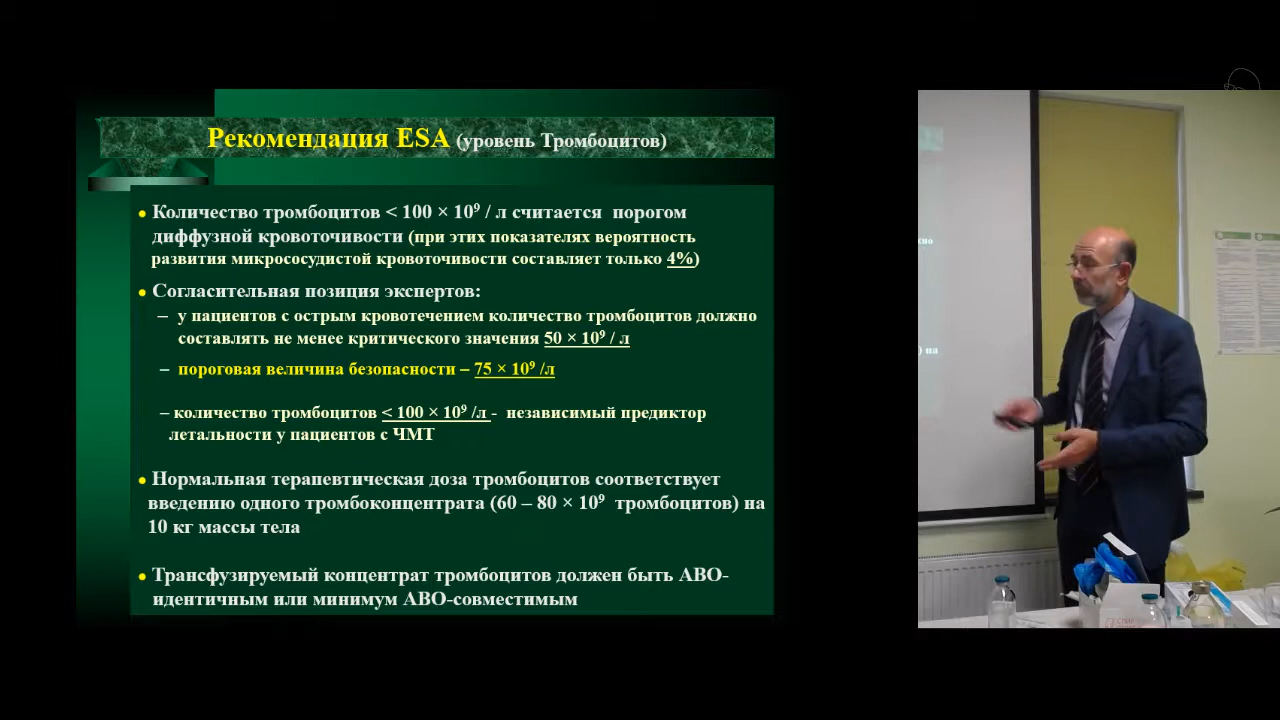 Рекомендация ESA (уровень Тромбоцитов)
• Количество тромбоцитов < 100 × 10⁹ / л считается порогом
диффузной кровоточивости (при этих показателях вероятность
развития микрососудистой кровоточивости составляет только 4%)
• Согласительная позиция экспертов:
– у пациентов с острым кровотечением количество тромбоцитов должно
составлять не менее критического значения 50 × 10⁹ / л
– пороговая величина безопасности – 75 × 10⁹ /л
– количество тромбоцитов < 100 × 10⁹ /л - независимый предиктор
летальности у пациентов с ЧМТ
• Нормальная терапевтическая доза тромбоцитов соответствует
введению одного тромбоконцентрата (60 – 80 × 10⁹ тромбоцитов) на
10 кг массы тела
• Трансфузируемый концентрат тромбоцитов должен быть АВО-
идентичным или минимум АВО-совместимым
) на